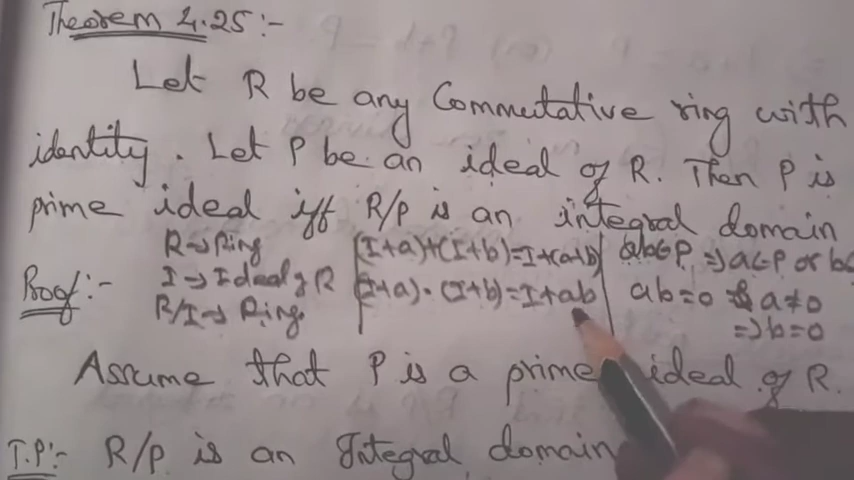 Theorem 4.25:-
Let R be any Commutative ring with
identity. Let P be an ideal of R. Then P is
prime ideal iff R/P is an integral domain
Proof:-
R → Ring
I → Ideal of R
R/I → Ring.
(I+a)+(I+b)=I+(a+b)
(I+a)·(I+b)=I+ab
ab∈P ⇒ a∈P or b∈
ab=0 & a≠0
⇒ b=0
Assume that P is a prime ideal of R.
T.P:- R/P is an Integral domain